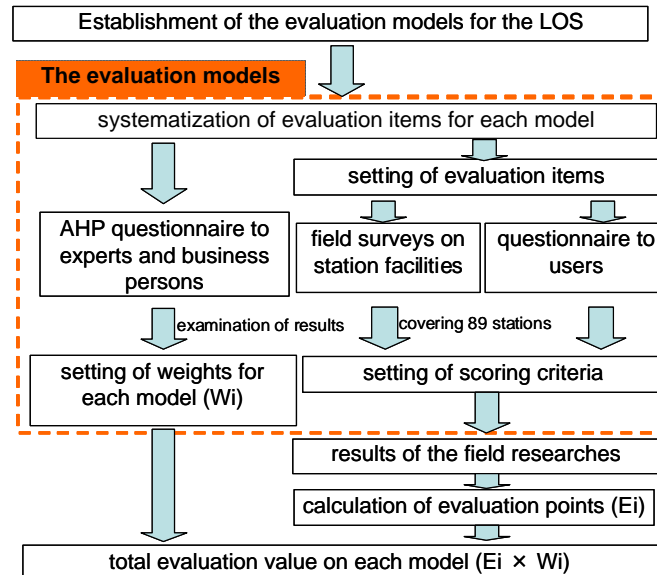 Establishment of the evaluation models for the LOS
The evaluation models
systematization of evaluation items for each model
setting of evaluation items
AHP questionnaire to
experts and business
persons
field surveys on
station facilities
questionnaire to
users
examination of results
covering 89 stations
setting of weights for
each model (Wi)
setting of scoring criteria
results of the field researches
calculation of evaluation points (Ei)
total evaluation value on each model (Ei × Wi)